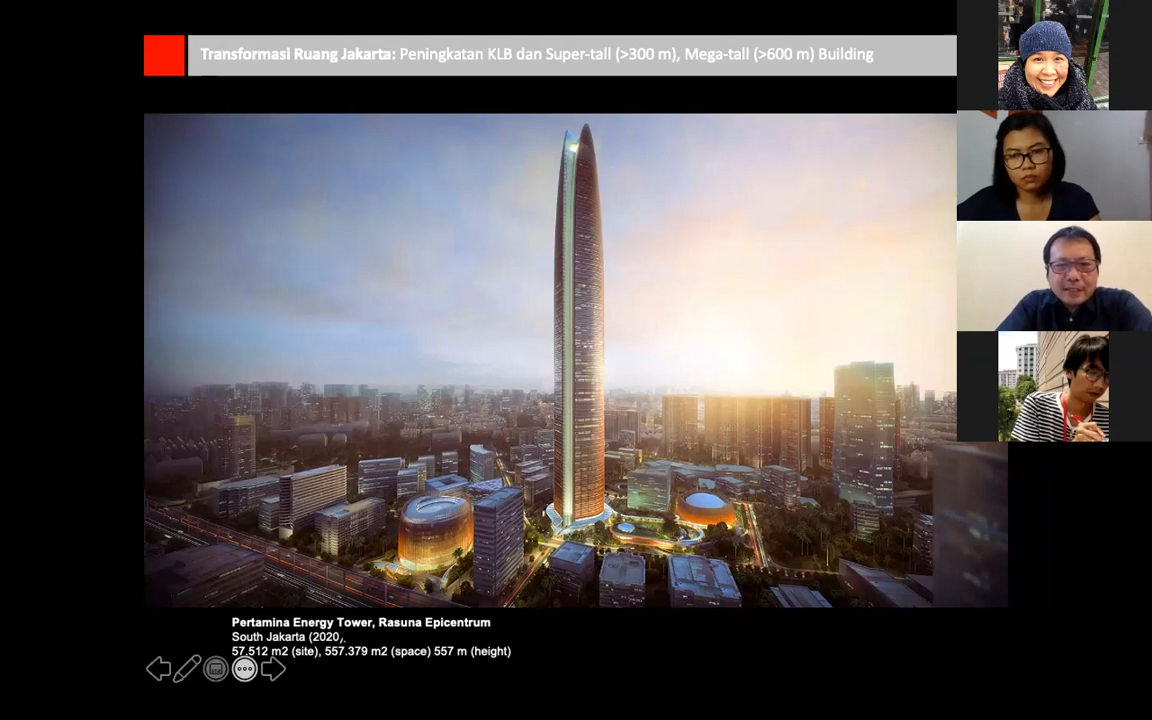 Transformasi Ruang Jakarta: Peningkatan KLB dan Super-tall (>300 m), Mega-tall (>600 m) Building
Pertamina Energy Tower, Rasuna Epicentrum
South Jakarta (2020),
57.512 m2 (site), 557.379 m2 (space) 557 m (height)